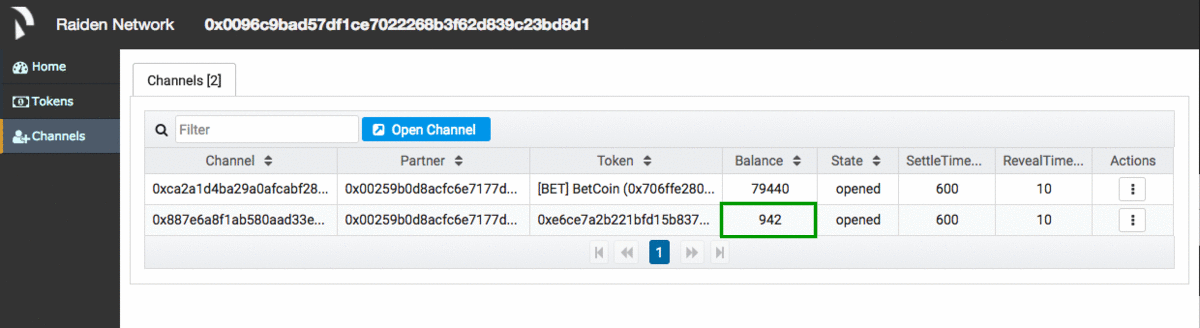 Raiden Network 0x0096c9bad57df1ce7022268b3f62d839c23bd8d1
Home
Tokens
Channels
Channels [2]
Filter Open Channel
Channel Partner Token Balance State SettleTime... RevealTime... Actions
0xca2a1d4ba29a0afcabf28... 0x00259b0d8acfc6e7177d... [BET] BetCoin (0x706ffe280... 79440 opened 600 10
0x887e6a8f1ab580aad33e... 0x00259b0d8acfc6e7177d... 0xe6ce7a2b221bfd15b837... 942 opened 600 10
1